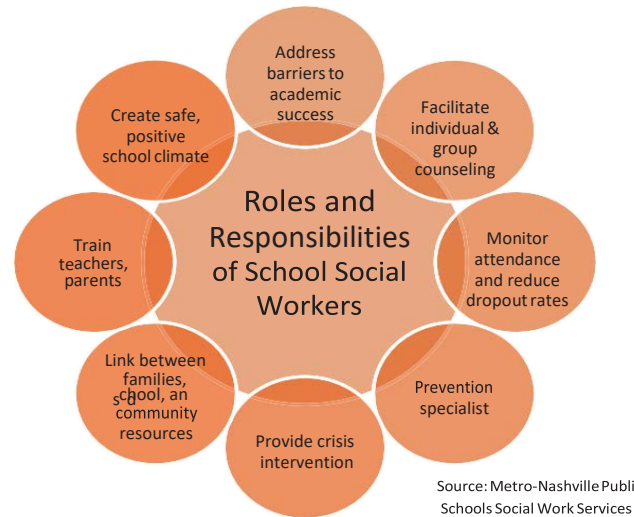 Address
barriers to
academic
success
Facilitate
individual &
group
counseling
Monitor
attendance
and reduce
dropout rates
Prevention
specialist
Provide crisis
intervention
Link between
families,
chool, an
s d
community
resources
Train
teachers,
parents
Create safe,
positive
school climate
Roles and
Responsibilities
of School Social
Workers
Source: Metro-Nashville Publi
Schools Social Work Services